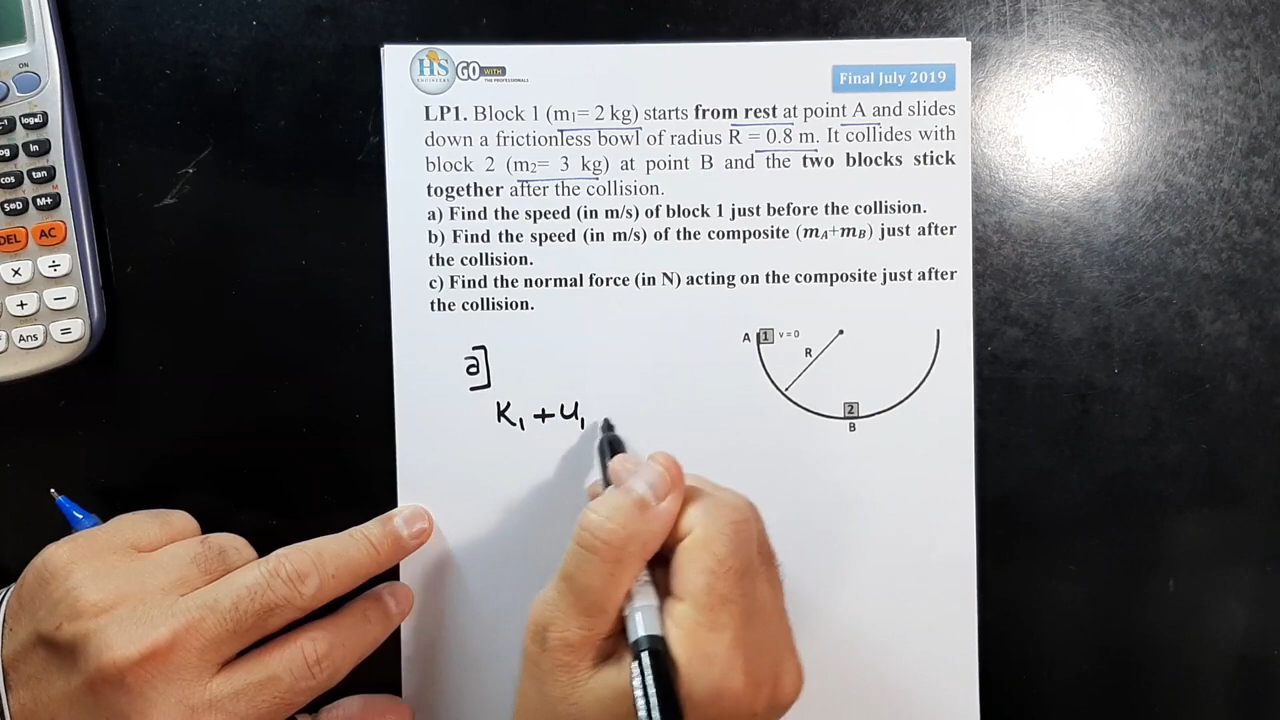 ON
log□
og
ln
cos
tan
S⇔D
M+
DEL
AC
×
÷
+
−
Ans
=
HS
ENGINEERS
GO WITH
THE PROFESSIONALS
Final July 2019
LP1. Block 1 (m₁= 2 kg) starts from rest at point A and slides
down a frictionless bowl of radius R = 0.8 m. It collides with
block 2 (m₂= 3 kg) at point B and the two blocks stick
together after the collision.
a) Find the speed (in m/s) of block 1 just before the collision.
b) Find the speed (in m/s) of the composite (m_A+m_B) just after
the collision.
c) Find the normal force (in N) acting on the composite just after
the collision.
A 1 v=0
R
2
B
a]
K₁ + U₁